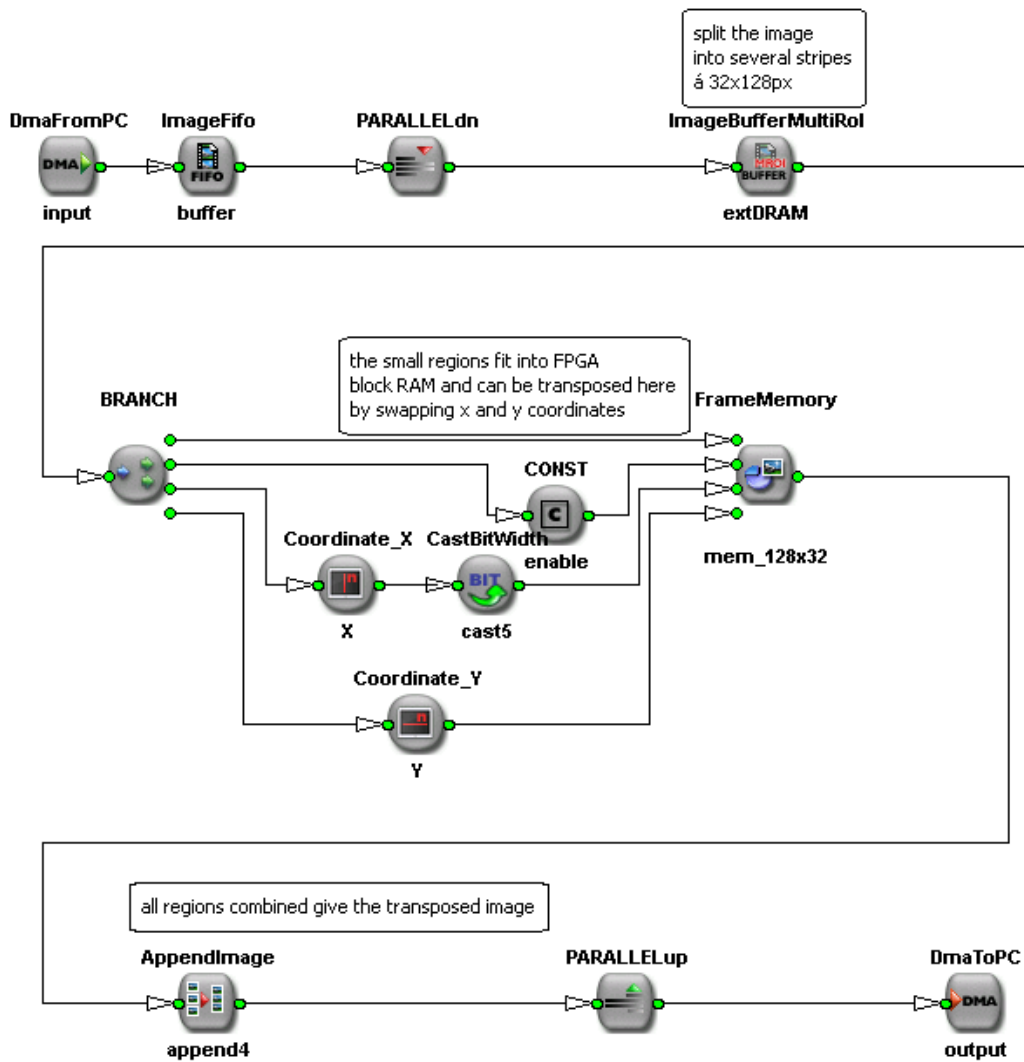 split the image
into several stripes
á 32x128px
DmaFromPC
ImageFifo
PARALLELdn
ImageBufferMultiRoI
DMA
FIFO
MROI
BUFFER
input
buffer
extDRAM
the small regions fit into FPGA
block RAM and can be transposed here
by swapping x and y coordinates
BRANCH
FrameMemory
CONST
C
enable
mem_128x32
Coordinate_X
CastBitWidth
n
BIT
X
cast5
Coordinate_Y
n
Y
all regions combined give the transposed image
AppendImage
PARALLELup
DmaToPC
DMA
append4
output